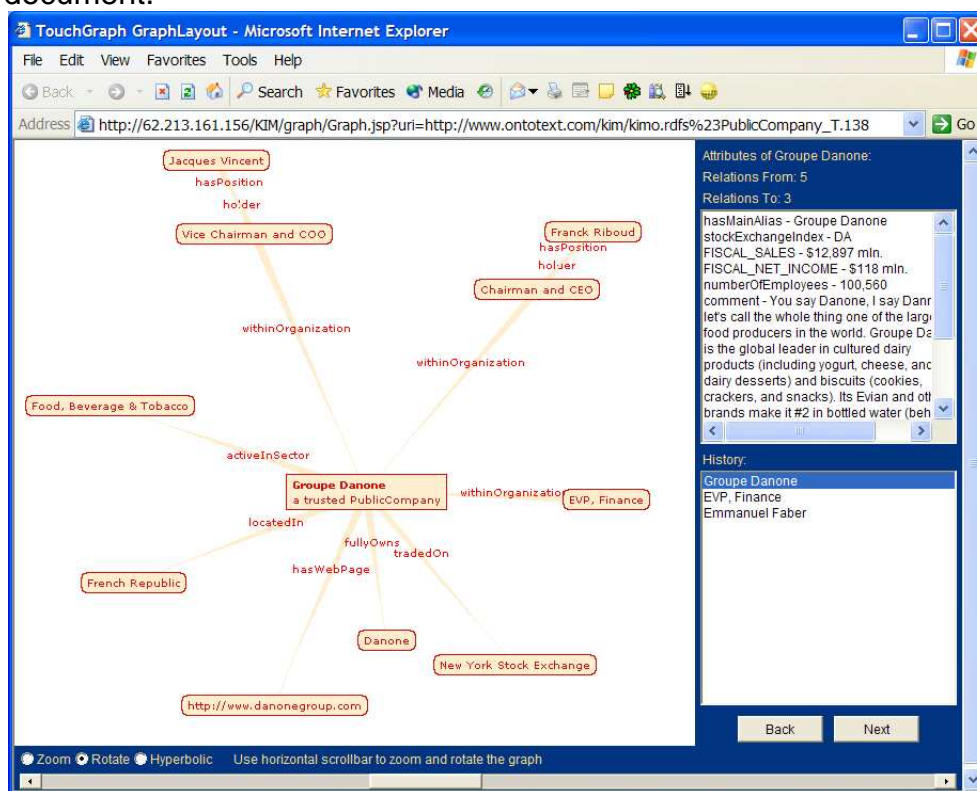 document.
TouchGraph GraphLayout - Microsoft Internet Explorer
File Edit View Favorites Tools Help
Back Search Favorites Media
Address http://62.213.161.156/KIM/graph/Graph.jsp?uri=http://www.ontotext.com/kim/kimo.rdfs%23PublicCompany_T.138 Go
Jacques Vincent
hasPosition
holder
Vice Chairman and COO
Franck Riboud
hasPosition
holder
Chairman and CEO
withinOrganization
withinOrganization
Food, Beverage & Tobacco
activeInSector
Groupe Danone
a trusted PublicCompany
withinOrganization
EVP, Finance
locatedIn
fullyOwns
tradedOn
hasWebPage
French Republic
Danone
New York Stock Exchange
http://www.danonegroup.com
Attributes of Groupe Danone:
Relations From: 5
Relations To: 3
hasMainAlias - Groupe Danone
stockExchangeIndex - DA
FISCAL_SALES - $12,897 mln.
FISCAL_NET_INCOME - $118 mln.
numberOfEmployees - 100,560
comment - You say Danone, I say Danr
let's call the whole thing one of the large
food producers in the world. Groupe Da
is the global leader in cultured dairy
products (including yogurt, cheese, and
dairy desserts) and biscuits (cookies,
crackers, and snacks). Its Evian and oth
brands make it #2 in bottled water (beh
History:
Groupe Danone
EVP, Finance
Emmanuel Faber
Back Next
Zoom Rotate Hyperbolic Use horizontal scrollbar to zoom and rotate the graph